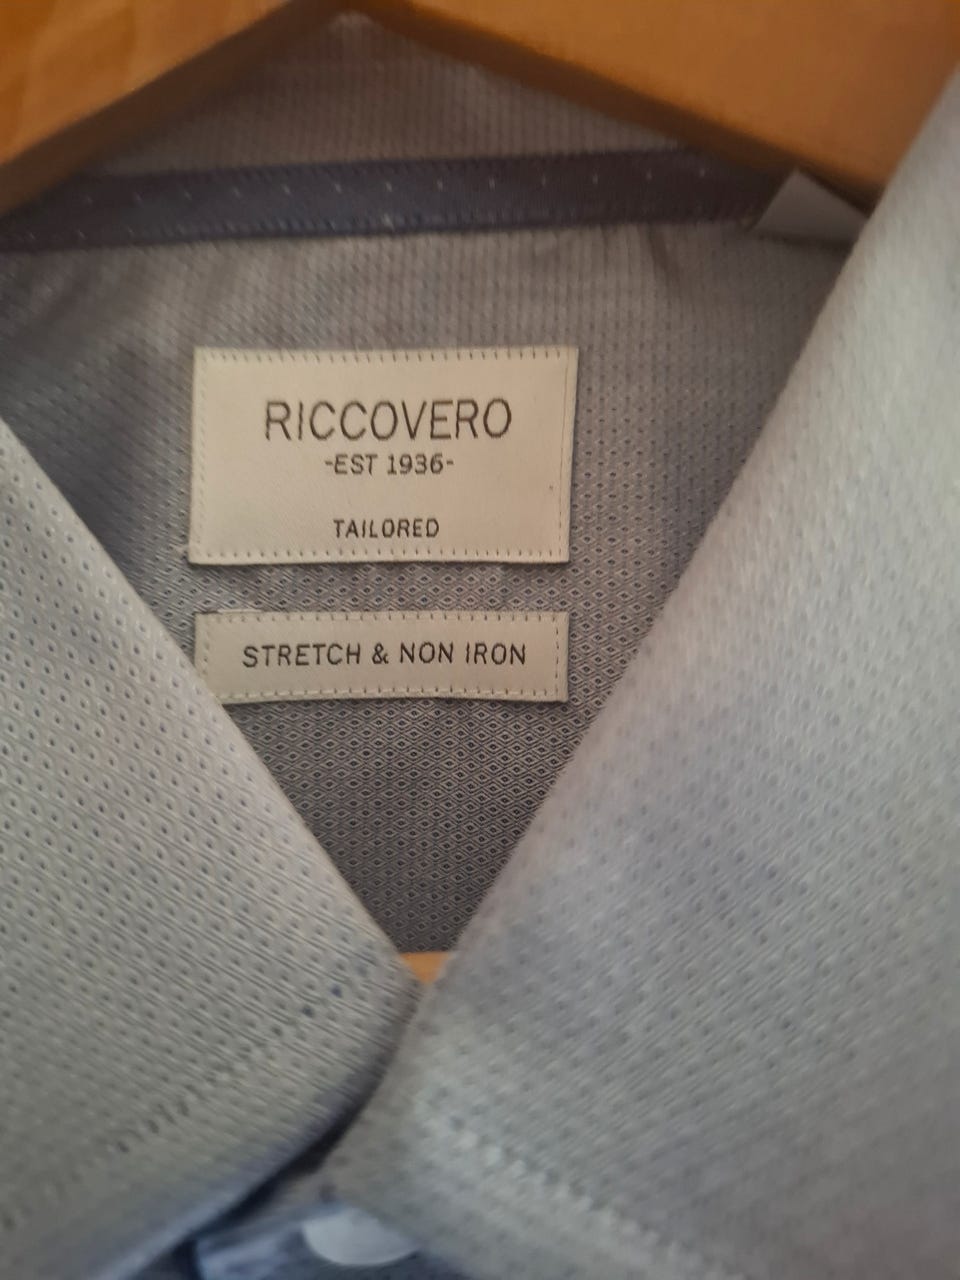 RICCOVERO
-EST 1936-
TAILORED
STRETCH & NON IRON